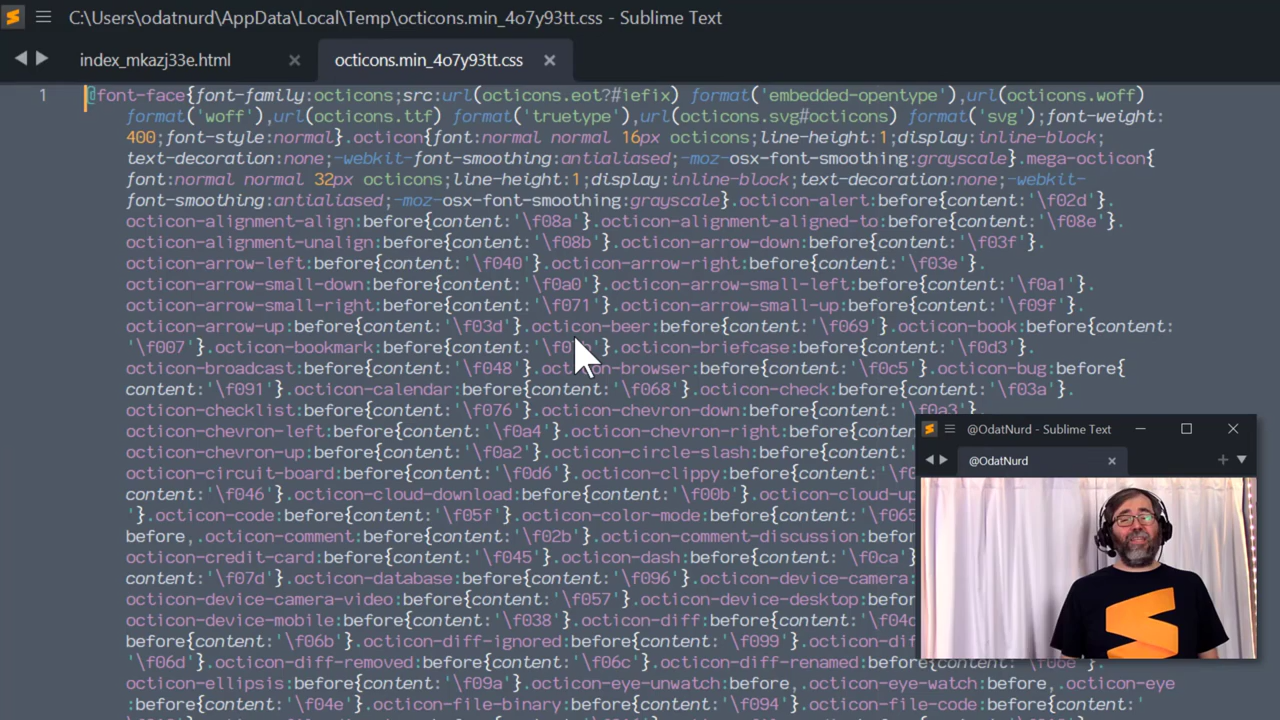 C:\Users\odatnurd\AppData\Local\Temp\octicons.min_4o7y93tt.css - Sublime Text
index_mkazj33e.html
octicons.min_4o7y93tt.css
1
@font-face{font-family:octicons;src:url(octicons.eot?#iefix) format('embedded-opentype'),url(octicons.woff)
format('woff'),url(octicons.ttf) format('truetype'),url(octicons.svg#octicons) format('svg');font-weight:
400;font-style:normal}.octicon{font:normal normal 16px octicons;line-height:1;display:inline-block;
text-decoration:none;-webkit-font-smoothing:antialiased;-moz-osx-font-smoothing:grayscale}.mega-octicon{
font:normal normal 32px octicons;line-height:1;display:inline-block;text-decoration:none;-webkit-
font-smoothing:antialiased;-moz-osx-font-smoothing:grayscale}.octicon-alert:before{content:'\f02d'}.
octicon-alignment-align:before{content:'\f08a'}.octicon-alignment-aligned-to:before{content:'\f08e'}.
octicon-alignment-unalign:before{content:'\f08b'}.octicon-arrow-down:before{content:'\f03f'}.
octicon-arrow-left:before{content:'\f040'}.octicon-arrow-right:before{content:'\f03e'}.
octicon-arrow-small-down:before{content:'\f0a0'}.octicon-arrow-small-left:before{content:'\f0a1'}.
octicon-arrow-small-right:before{content:'\f071'}.octicon-arrow-small-up:before{content:'\f09f'}.
octicon-arrow-up:before{content:'\f03d'}.octicon-beer:before{content:'\f069'}.octicon-book:before{content:
'\f007'}.octicon-bookmark:before{content: '}.octicon-briefcase:before{content:'\f0d3'}.
octicon-broadcast:before{content:'\f048'}.octicon-browser:before{content:'\f0c5'}.octicon-bug:before{
content:'\f091'}.octicon-calendar:before{content:'\f068'}.octicon-check:before{content:'\f03a'}.
octicon-checklist:before{content:'\f076'}.octicon-chevron-down:before{content:'\f0a3'}.
octicon-chevron-left:before{content:'\f0a4'}.octicon-chevron-right:before{content:
octicon-chevron-up:before{content:'\f0a2'}.octicon-circle-slash:before{content:
octicon-circuit-board:before{content:'\f0d6'}.octicon-clippy:before{content:'\f0
content:'\f046'}.octicon-cloud-download:before{content:'\f00b'}.octicon-cloud-up
'}.octicon-code:before{content:'\f05f'}.octicon-color-mode:before{content:'\f065
before,.octicon-comment:before{content:'\f02b'}.octicon-comment-discussion:before
octicon-credit-card:before{content:'\f045'}.octicon-dash:before{content:'\f0ca'}.
content:'\f07d'}.octicon-database:before{content:'\f096'}.octicon-device-camera:
octicon-device-camera-video:before{content:'\f057'}.octicon-device-desktop:before
octicon-device-mobile:before{content:'\f038'}.octicon-diff:before{content:
before{content:'\f06b'}.octicon-diff-ignored:before{content:'\f099'}.
'\f06d'}.octicon-diff-removed:before{content:'\f06c'}.octicon-diff-renamed:before{content:
octicon-ellipsis:before{content:'\f09a'}.octicon-eye-unwatch:before,.octicon-eye-watch:before,.octicon-eye
:before{content:'\f04e'}.octicon-file-binary:before{content:'\f094'}.octicon-file-code:before{content:
@OdatNurd - Sublime Text
@OdatNurd